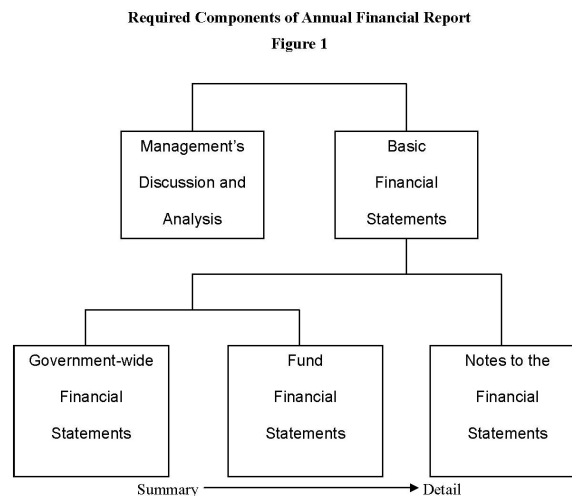 Required Components of Annual Financial Report
Figure 1
Management's
Discussion and
Analysis
Basic
Financial
Statements
Government-wide
Financial
Statements
Fund
Financial
Statements
Notes to the
Financial
Statements
Summary
Detail